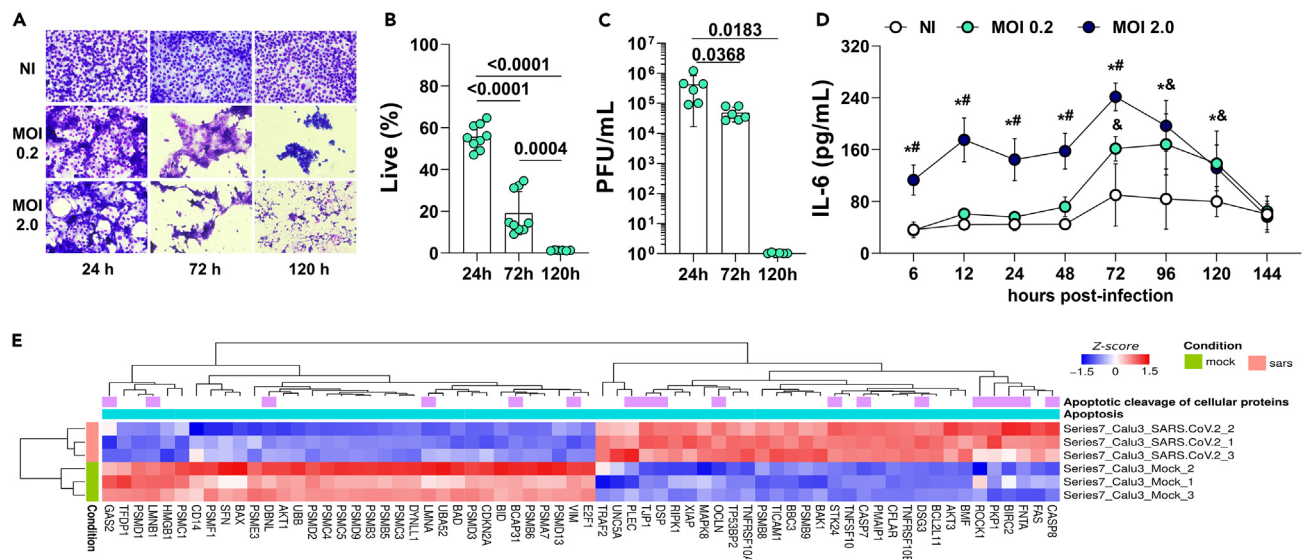 A
NI
MOI
0.2
MOI
2.0
24 h
72 h
120 h
B
Live (%)
100
80
60
40
20
0
<0.0001
<0.0001
0.0004
24h
72h
120h
C
PFU/mL
10⁷
10⁶
10⁵
10⁴
10³
10²
10¹
10⁰
0.0183
0.0368
24h
72h
120h
D
NI
MOI 0.2
MOI 2.0
IL-6 (pg/mL)
320
240
160
80
0
*#
*#
*#
*#
*#
&
*&
*&
6
12
24
48
72
96
120
144
hours post-infection
E
Z-score
−1.5
0
1.5
Condition
mock
sars
Apoptotic cleavage of cellular proteins
Apoptosis
Series7_Calu3_SARS.CoV.2_2
Series7_Calu3_SARS.CoV.2_1
Series7_Calu3_SARS.CoV.2_3
Series7_Calu3_Mock_2
Series7_Calu3_Mock_1
Series7_Calu3_Mock_3
Condition
GAS2
TFDP1
PSMD1
LMNB1
HMGB1
PSMC1
CD14
PSMF1
SFN
BAX
PSME3
DBNL
AKT1
UBB
PSMD2
PSMC4
PSMC5
PSMD9
PSMB3
PSMB5
PSMC3
DYNLL1
LMNA
UBA52
BAD
PSMD3
CDKN2A
BID
BCAP31
PSMB6
PSMA7
PSMD13
VIM
E2F1
TRAF2
UNC5A
PLEC
TJP1
DSP
RIPK1
XIAP
MAPK8
OCLN
TP53BP2
TNFRSF10A
PSMB8
TICAM1
BBC3
PSMB9
BAK1
STK24
TNFSF10
CASP7
PMAIP1
CFLAR
TNFRSF10B
DSG3
BCL2L11
AKT3
BMF
ROCK1
PKP1
BIRC2
FNTA
FAS
CASP8